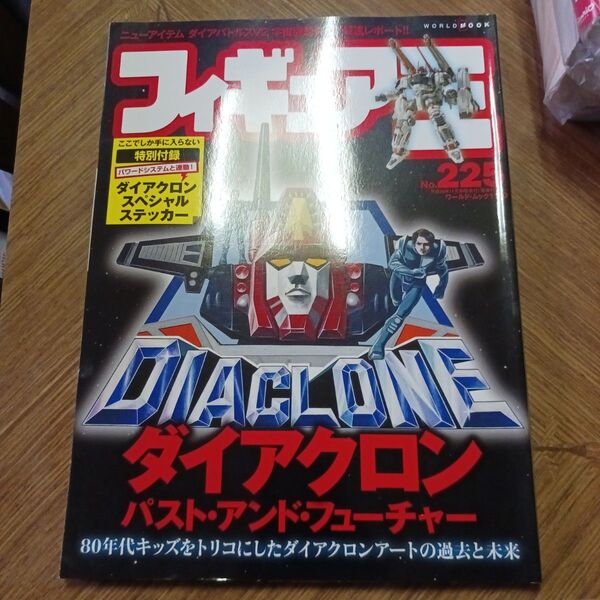 WORLD MOOK
ニューアイテム ダイアバトルスV2, レポート!!
フィギュア王
No.225
ワールド・ムック
ここでしか手に入らない
特別付録
パワードシステムと連動!
ダイアクロン
スペシャル
ステッカー
DIACLONE
ダイアクロン
パスト・アンド・フューチャー
80年代キッズをトリコにしたダイアクロンアートの過去と未来